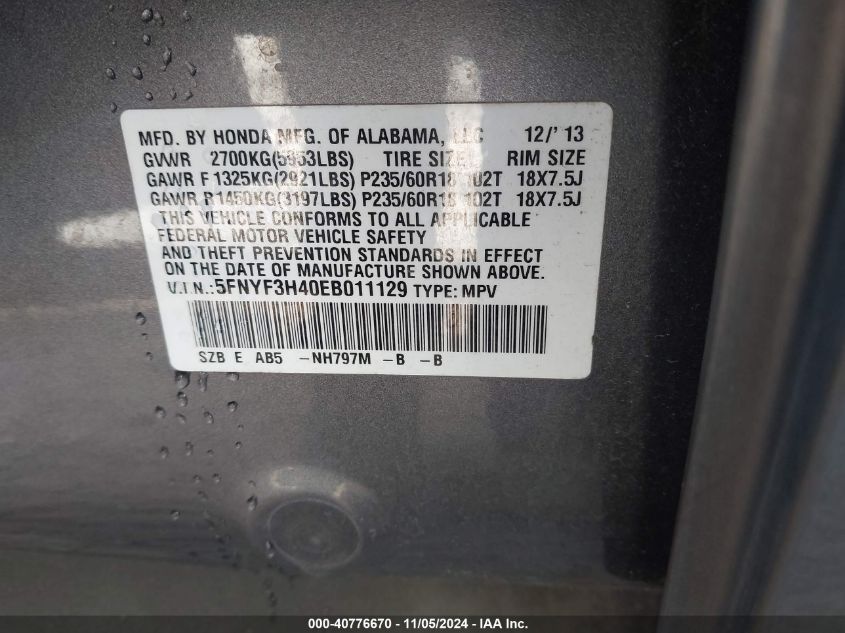 MFD. BY HONDA MFG. OF ALABAMA, LLC 12/'13
GVWR 2700KG(5953LBS) TIRE SIZE RIM SIZE
GAWR F 1325KG(2921LBS) P235/60R18 102T 18X7.5J
GAWR R 1450KG(3197LBS) P235/60R18 102T 18X7.5J
THIS VEHICLE CONFORMS TO ALL APPLICABLE
FEDERAL MOTOR VEHICLE SAFETY
AND THEFT PREVENTION STANDARDS IN EFFECT
ON THE DATE OF MANUFACTURE SHOWN ABOVE.
V.I.N.: 5FNYF3H40EB011129 TYPE: MPV
SZB E AB5 -NH797M -B -B
000-40776670 - 11/05/2024 - IAA Inc.